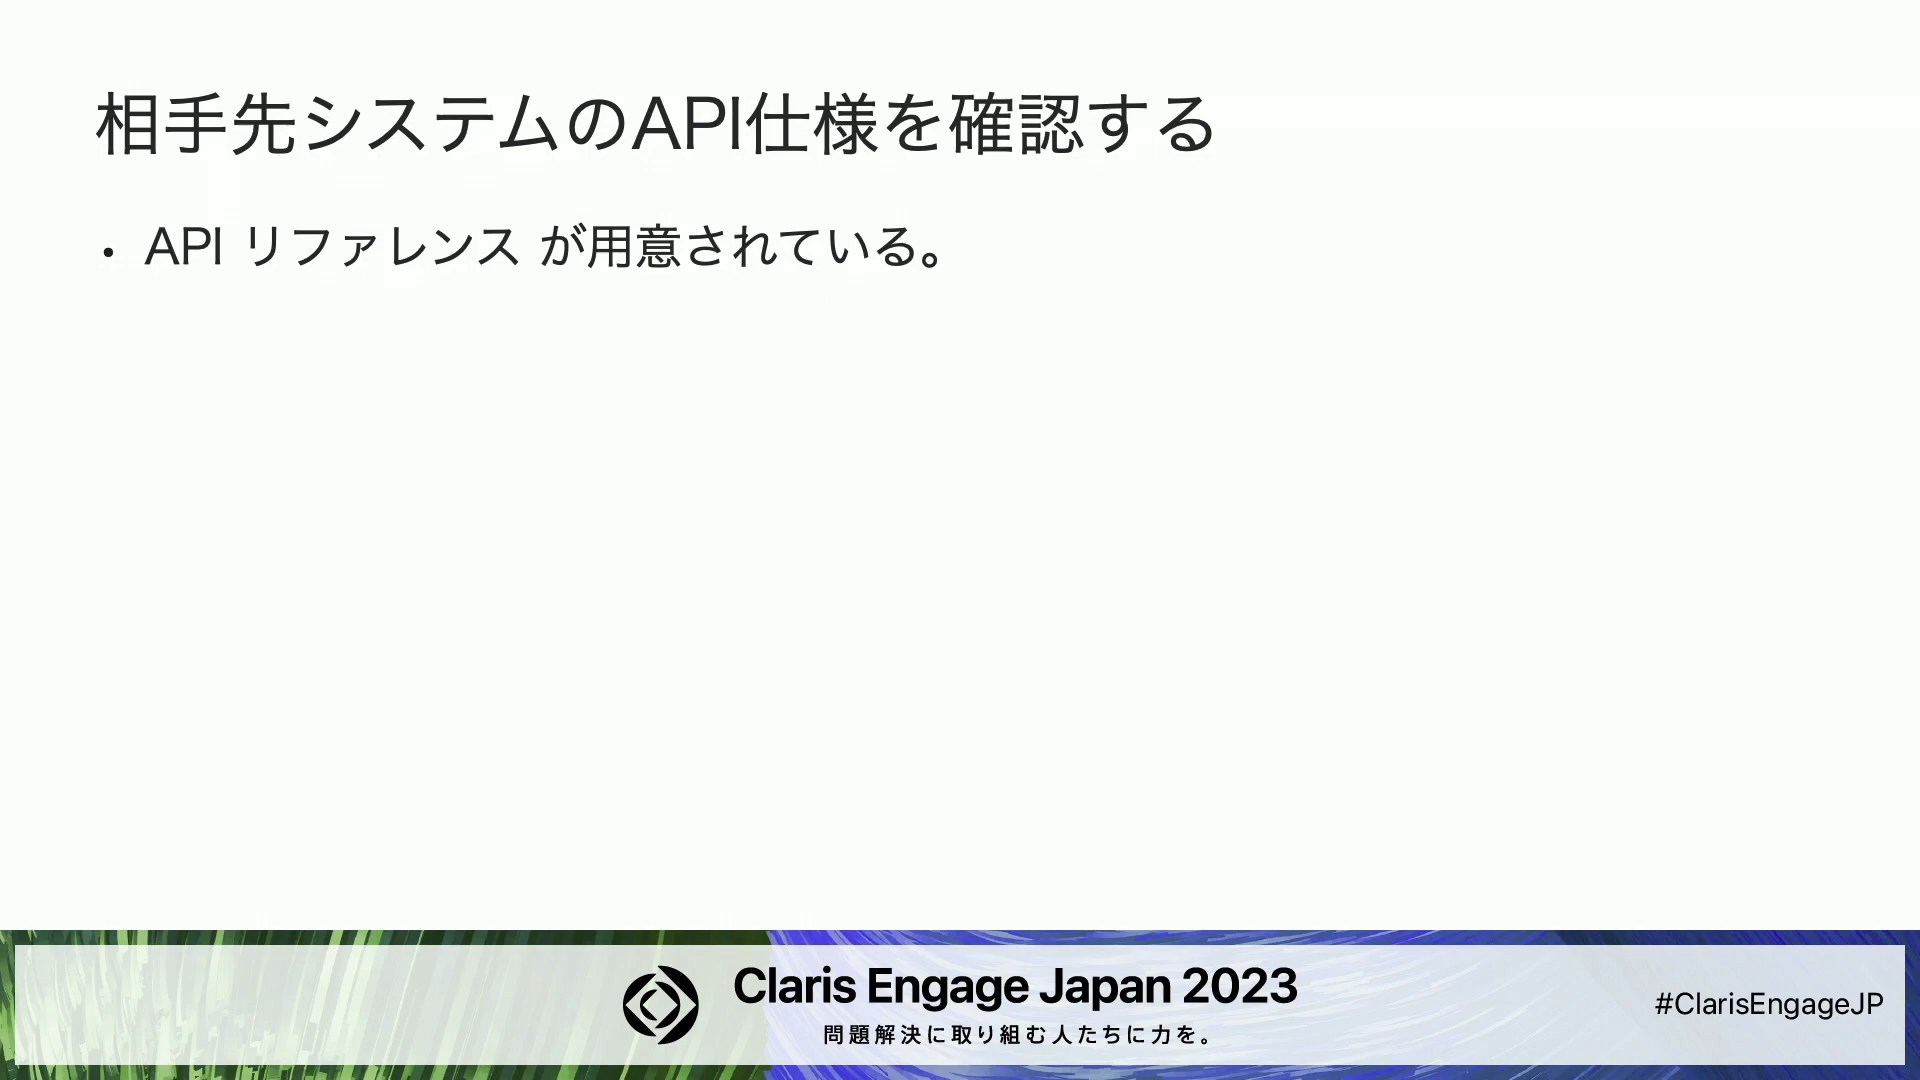 相手先システムのAPI仕様を確認する
• API リファレンス が用意されている。
Claris Engage Japan 2023
問題解決に取り組む人たちに力を。
#ClarisEngageJP